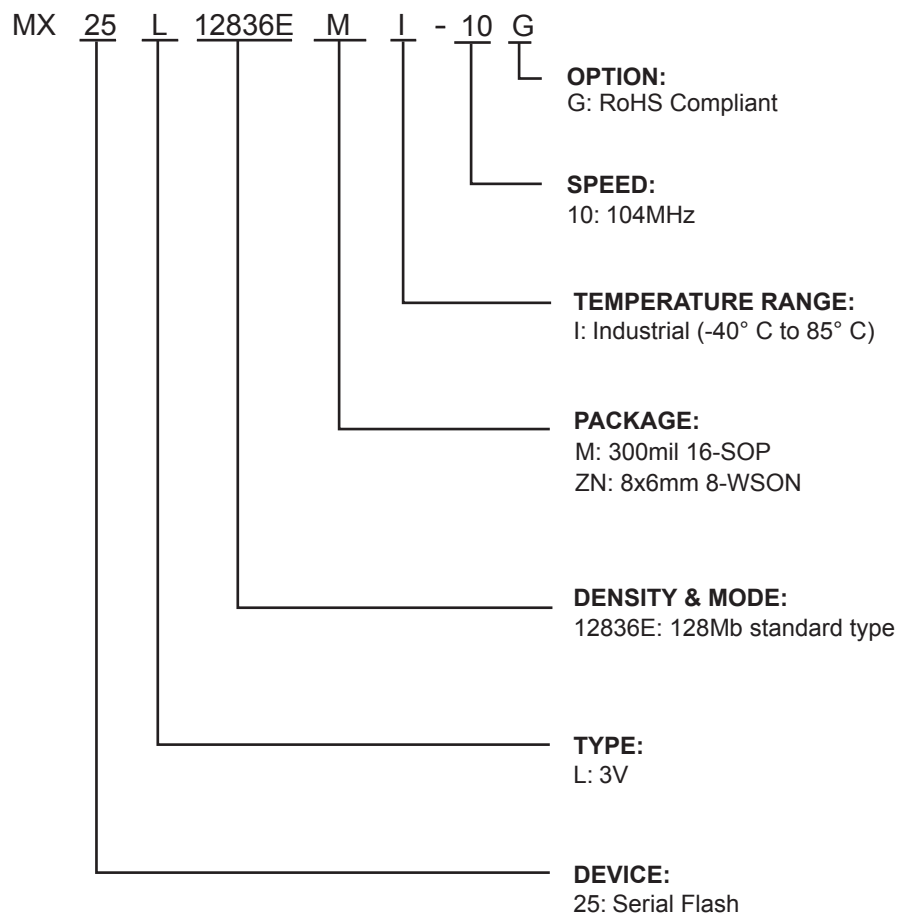 MX 25 L 12836E M I - 10 G
OPTION:
G: RoHS Compliant
SPEED:
10: 104MHz
TEMPERATURE RANGE:
I: Industrial (-40° C to 85° C)
PACKAGE:
M: 300mil 16-SOP
ZN: 8x6mm 8-WSON
DENSITY & MODE:
12836E: 128Mb standard type
TYPE:
L: 3V
DEVICE:
25: Serial Flash